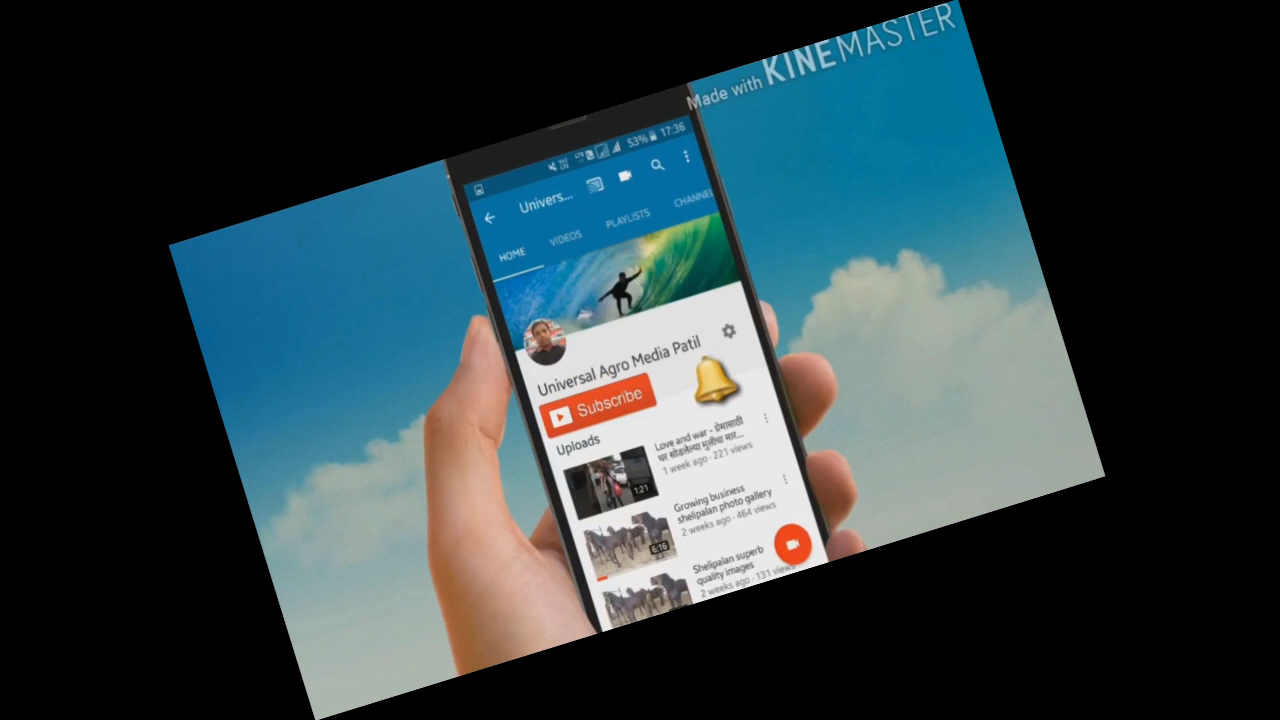 Made with KINEMASTER
53% 17:36
Univers...
HOME VIDEOS PLAYLISTS CHANNE
Universal Agro Media Patil
Subscribe
Uploads
Love and war - प्रेमासाठी
घर सोडलेल्या मुलीचा मार...
1 week ago · 221 views
1:21
Growing business
shelipalan photo gallery
2 weeks ago · 464 views
6:16
Shelipalan superb
quality images
2 weeks ago · 131 views